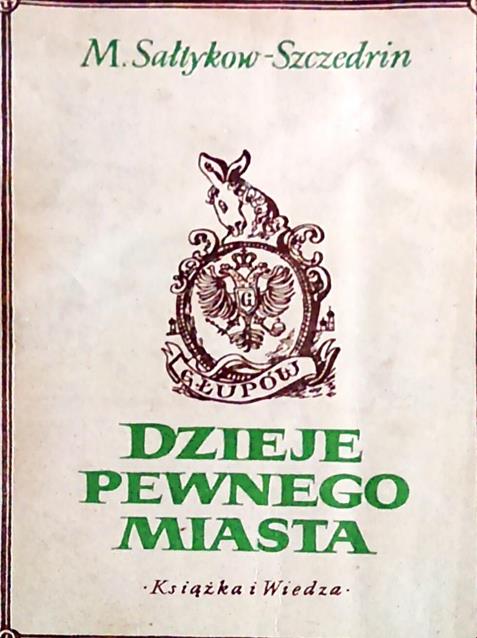 M. Sałtykow-Szczedrin
G
GŁUPÓW
DZIEJE
PEWNEGO
MIASTA
·Książka i Wiedza·